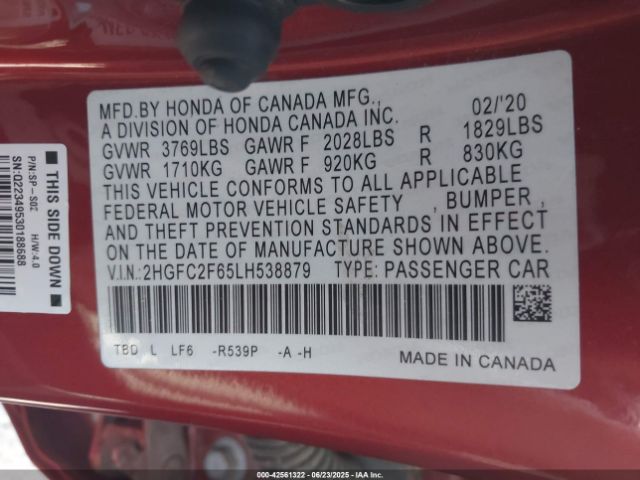 MFD.BY HONDA OF CANADA MFG., 02/'20
A DIVISION OF HONDA CANADA INC.
GVWR 3769LBS GAWR F 2028LBS R 1829LBS
GVWR 1710KG GAWR F 920KG R 830KG
THIS VEHICLE CONFORMS TO ALL APPLICABLE
FEDERAL MOTOR VEHICLE SAFETY , BUMPER,
AND THEFT PREVENTION STANDARDS IN EFFECT
ON THE DATE OF MANUFACTURE SHOWN ABOVE.
V.I.N: 2HGFC2F65LH538879 TYPE: PASSENGER CAR
TBD L LF6 -R539P -A -H
MADE IN CANADA
THIS SIDE DOWN
P/N:SP-S02 H/W:4.0
SN:Q22349530188688
000-42561322 | 06/23/2025 | IAA Inc.